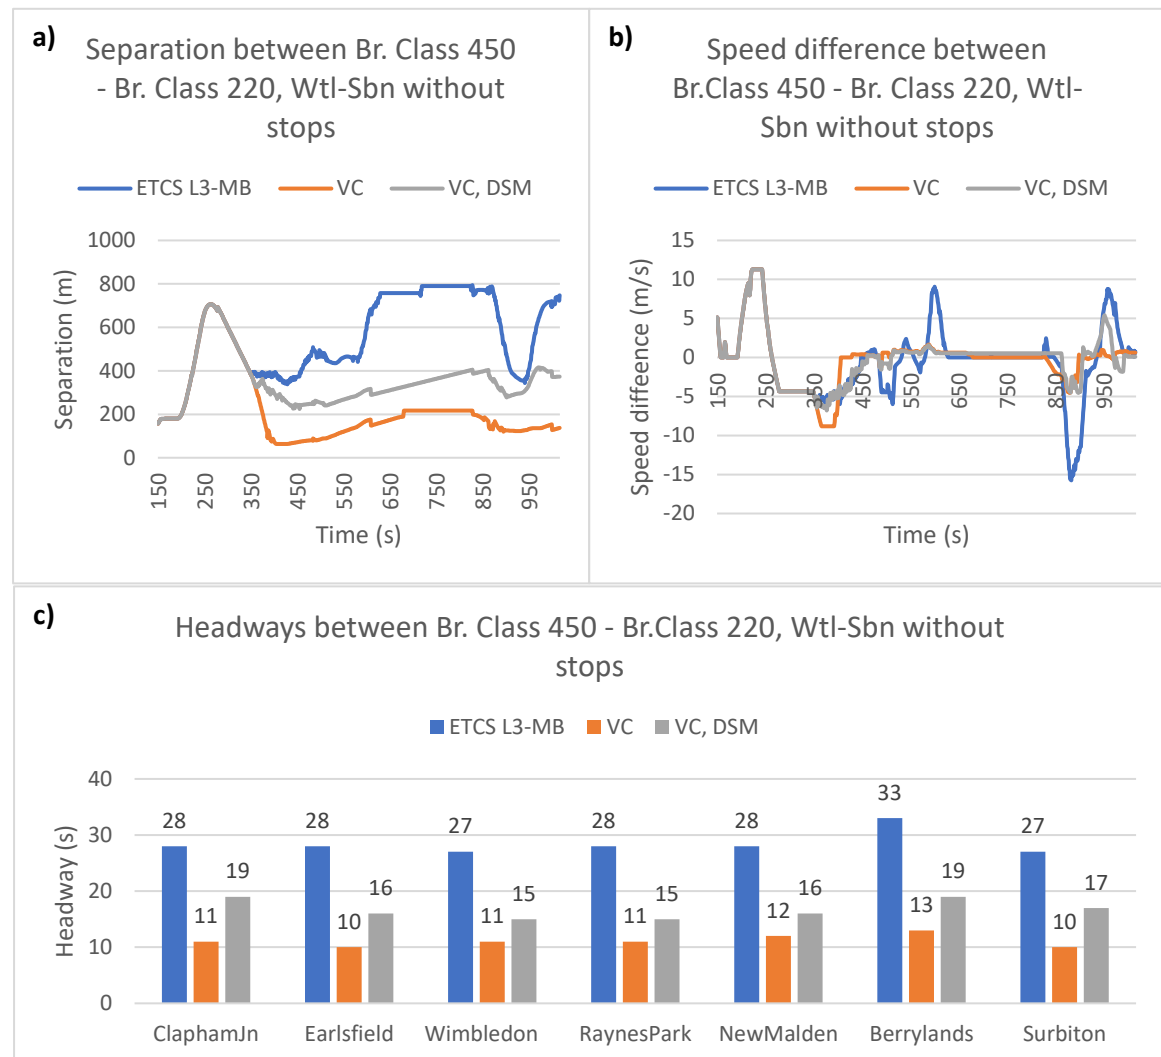 a)
Separation between Br. Class 450
- Br. Class 220, Wtl-Sbn without
stops
ETCS L3-MB VC VC, DSM
1000
800
600
400
200
0
Separation (m)
150 250 350 450 550 650 750 850 950
Time (s)
b)
Speed difference between
Br.Class 450 - Br. Class 220, Wtl-
Sbn without stops
ETCS L3-MB VC VC, DSM
15
10
5
0
-5
-10
-15
-20
Speed difference (m/s)
150 250 350 450 550 650 750 850 950
Time (s)
c)
Headways between Br. Class 450 - Br.Class 220, Wtl-Sbn without
stops
ETCS L3-MB VC VC, DSM
40
30
20
10
0
Headway (s)
28 11 19
28 10 16
27 11 15
28 11 15
28 12 16
33 13 19
27 10 17
ClaphamJn Earlsfield Wimbledon RaynesPark NewMalden Berrylands Surbiton